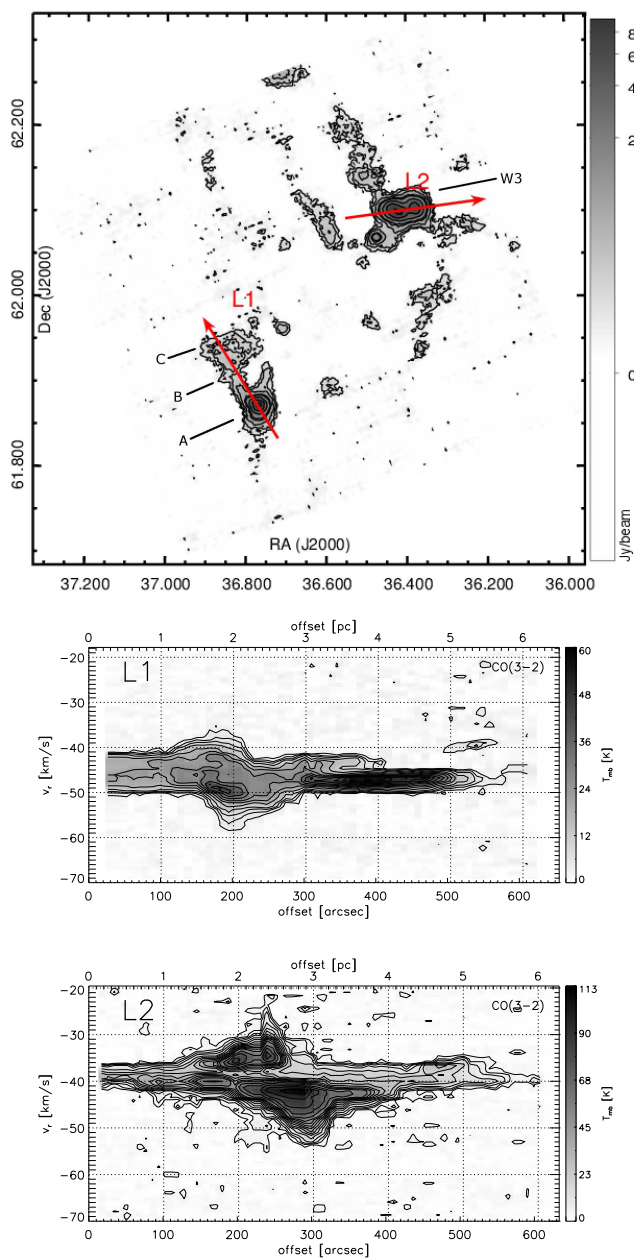 8
6
4
2
0
Jy/beam
62.200
62.000
61.800
Dec (J2000)
L2
W3
L1
C
B
A
RA (J2000)
37.200 37.000 36.800 36.600 36.400 36.200 36.000
offset [pc]
0 1 2 3 4 5 6
L1
CO(3-2)
-20
-30
-40
-50
-60
-70
v_r [km/s]
60
48
36
24
12
0
T_mb [K]
0 100 200 300 400 500 600
offset [arcsec]
offset [pc]
0 1 2 3 4 5 6
L2
CO(3-2)
-20
-30
-40
-50
-60
-70
v_r [km/s]
113
90
68
45
23
0
T_mb [K]
0 100 200 300 400 500 600
offset [arcsec]